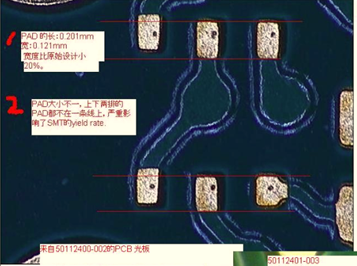 1
PAD 的长:0.201mm
宽:0.121mm
宽度比原始设计小
20%。
2
PAD大小不一,上下两排的
PAD都不在一条线上,严重影
响了SMT的yield rate.
来自50112400-002的PCB 光板
50112401-003